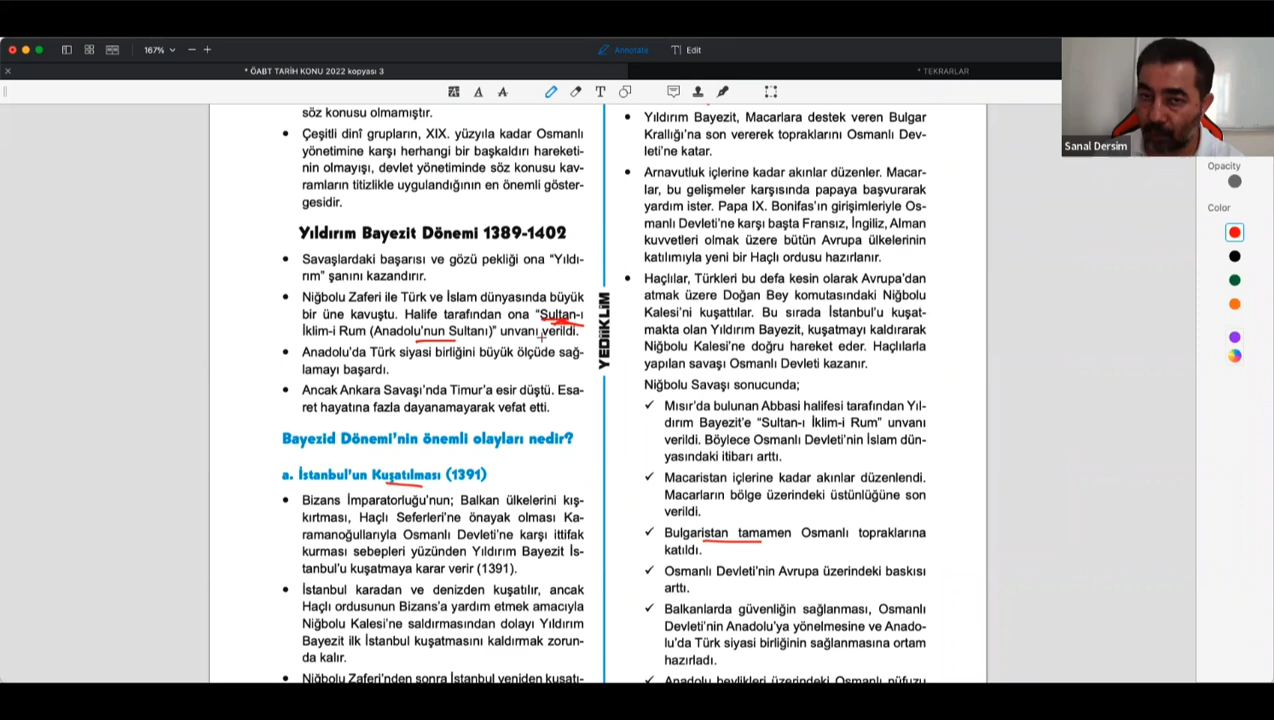 167%
Annotate
Edit
* ÖABT TARİH KONU 2022 kopyası 3
* TEKRARLAR
söz konusu olmamıştır.
• Çeşitli dinî grupların, XIX. yüzyıla kadar Osmanlı
yönetimine karşı herhangi bir başkaldırı hareketi-
nin olmayışı, devlet yönetiminde söz konusu kav-
ramların titizlikle uygulandığının en önemli göster-
gesidir.
Yıldırım Bayezit Dönemi 1389-1402
• Savaşlardaki başarısı ve gözü pekliği ona “Yıldı-
rım” şanını kazandırır.
• Niğbolu Zaferi ile Türk ve İslam dünyasında büyük
bir üne kavuştu. Halife tarafından ona “Sultan-ı
İklim-i Rum (Anadolu’nun Sultanı)” unvanı verildi.
• Anadolu’da Türk siyasi birliğini büyük ölçüde sağ-
lamayı başardı.
• Ancak Ankara Savaşı’nda Timur’a esir düştü. Esa-
ret hayatına fazla dayanamayarak vefat etti.
Bayezid Dönemi’nin önemli olayları nedir?
a. İstanbul’un Kuşatılması (1391)
• Bizans İmparatorluğu’nun; Balkan ülkelerini kış-
kırtması, Haçlı Seferleri’ne önayak olması Ka-
ramanoğullarıyla Osmanlı Devleti’ne karşı ittifak
kurması sebepleri yüzünden Yıldırım Bayezit İs-
tanbul’u kuşatmaya karar verir (1391).
• İstanbul karadan ve denizden kuşatılır, ancak
Haçlı ordusunun Bizans’a yardım etmek amacıyla
Niğbolu Kalesi’ne saldırmasından dolayı Yıldırım
Bayezit ilk İstanbul kuşatmasını kaldırmak zorun-
da kalır.
• Niğbolu Zaferi’nden sonra İstanbul yeniden kuşatı-
YEDİİKLİM
• Yıldırım Bayezit, Macarlara destek veren Bulgar
Krallığı’na son vererek topraklarını Osmanlı Dev-
leti’ne katar.
• Arnavutluk içlerine kadar akınlar düzenler. Macar-
lar, bu gelişmeler karşısında papaya başvurarak
yardım ister. Papa IX. Bonifas’ın girişimleriyle Os-
manlı Devleti’ne karşı başta Fransız, İngiliz, Alman
kuvvetleri olmak üzere bütün Avrupa ülkelerinin
katılımıyla yeni bir Haçlı ordusu hazırlanır.
• Haçlılar, Türkleri bu defa kesin olarak Avrupa’dan
atmak üzere Doğan Bey komutasındaki Niğbolu
Kalesi’ni kuşattılar. Bu sırada İstanbul’u kuşat-
makta olan Yıldırım Bayezit, kuşatmayı kaldırarak
Niğbolu Kalesi’ne doğru hareket eder. Haçlılarla
yapılan savaşı Osmanlı Devleti kazanır.
Niğbolu Savaşı sonucunda;
✓ Mısır’da bulunan Abbasi halifesi tarafından Yıl-
dırım Bayezit’e “Sultan-ı İklim-i Rum” unvanı
verildi. Böylece Osmanlı Devleti’nin İslam dün-
yasındaki itibarı arttı.
✓ Macaristan içlerine kadar akınlar düzenlendi.
Macarların bölge üzerindeki üstünlüğüne son
verildi.
✓ Bulgaristan tamamen Osmanlı topraklarına
katıldı.
✓ Osmanlı Devleti’nin Avrupa üzerindeki baskısı
arttı.
✓ Balkanlarda güvenliğin sağlanması, Osmanlı
Devleti’nin Anadolu’ya yönelmesine ve Anado-
lu’da Türk siyasi birliğinin sağlanmasına ortam
hazırladı.
✓ Anadolu beylikleri üzerindeki Osmanlı nüfuzu
Sanal Dersim
Opacity
Color